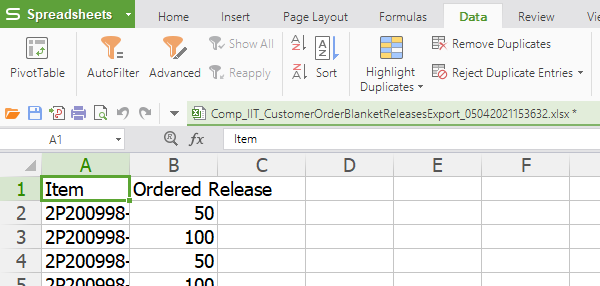 S Spreadsheets Home Insert Page Layout Formulas Data Review
PivotTable AutoFilter Advanced Show All Reapply Sort Highlight Duplicates Remove Duplicates Reject Duplicate Entries
Comp_IIT_CustomerOrderBlanketReleasesExport_05042021153632.xlsx *
A1 fx Item
A B C D E F
1 Item Ordered Release
2 2P200998- 50
3 2P200998- 100
4 2P200998- 50
5 2P200998- 100